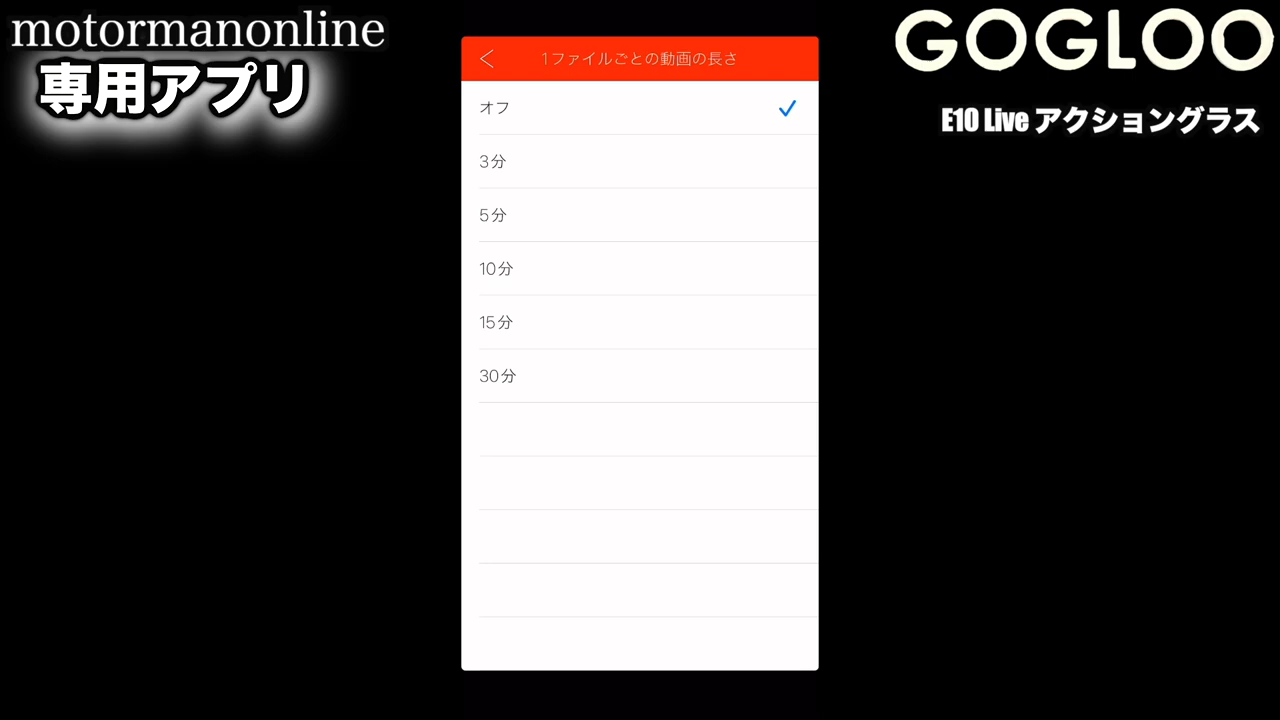 motormanonline
専用アプリ
GOGLOO
E10 Live アクショングラス
1ファイルごとの動画の長さ
オフ
3分
5分
10分
15分
30分